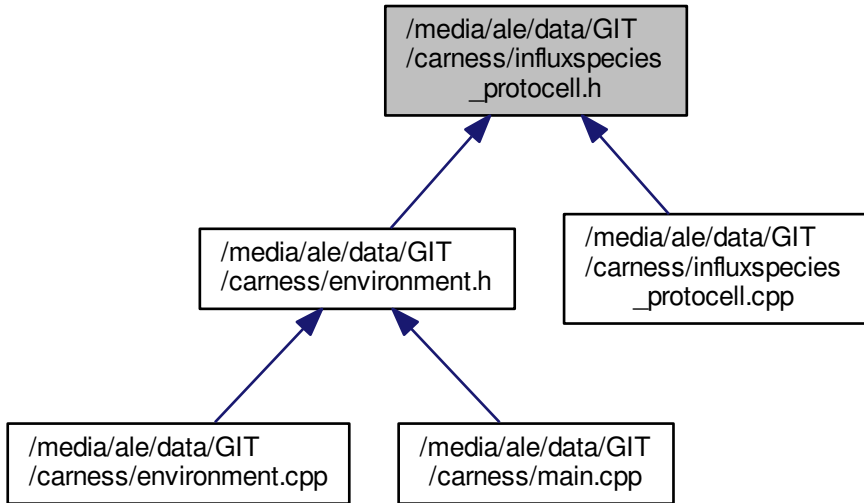 /media/ale/data/GIT
/carness/influxspecies
_protocell.h
/media/ale/data/GIT
/carness/environment.h
/media/ale/data/GIT
/carness/influxspecies
_protocell.cpp
/media/ale/data/GIT
/carness/environment.cpp
/media/ale/data/GIT
/carness/main.cpp